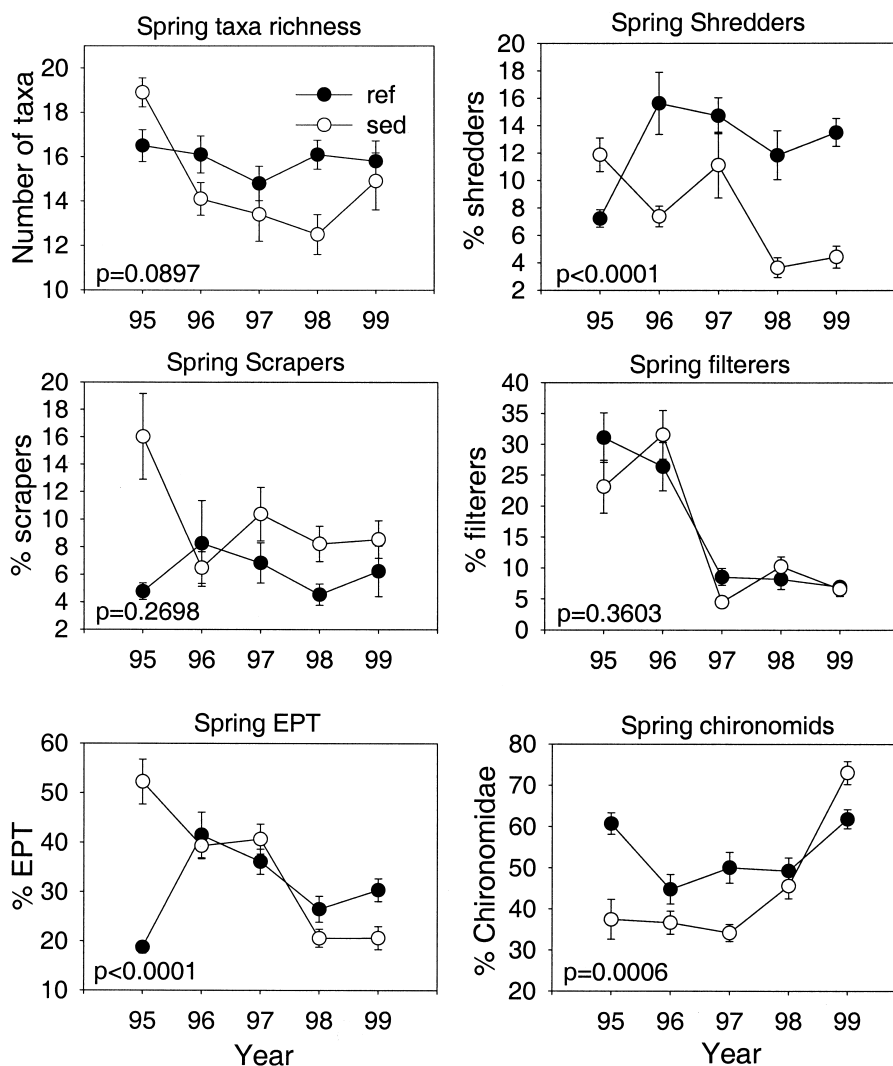 Spring taxa richness
Number of taxa
20
18
16
14
12
10
ref
sed
p=0.0897
95 96 97 98 99
Spring Shredders
% shredders
20
18
16
14
12
10
8
6
4
2
p<0.0001
95 96 97 98 99
Spring Scrapers
% scrapers
20
18
16
14
12
10
8
6
4
2
p=0.2698
95 96 97 98 99
Spring filterers
% filterers
40
35
30
25
20
15
10
5
0
p=0.3603
95 96 97 98 99
Spring EPT
% EPT
60
50
40
30
20
10
p<0.0001
95 96 97 98 99
Year
Spring chironomids
% Chironomidae
80
70
60
50
40
30
20
p=0.0006
95 96 97 98 99
Year